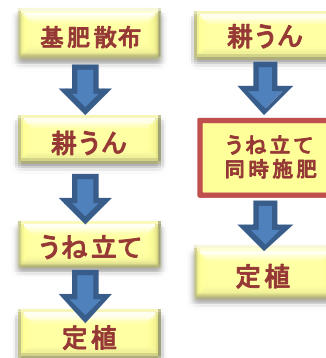 基肥散布
耕うん
うね立て
定植
耕うん
うね立て
同時施肥
定植